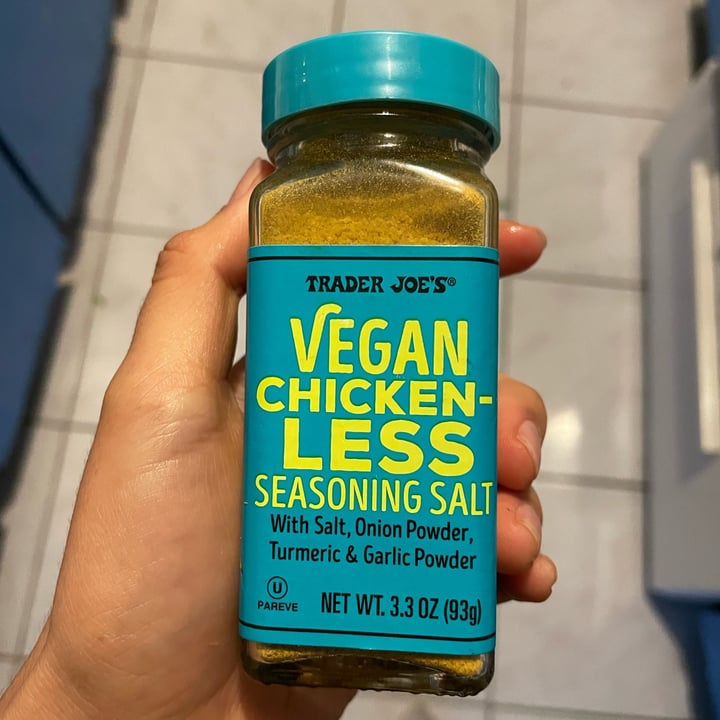 TRADER JOE'S®
VEGAN
CHICKEN-
LESS
SEASONING SALT
With Salt, Onion Powder,
Turmeric & Garlic Powder
U
PAREVE
NET WT. 3.3 OZ (93g)